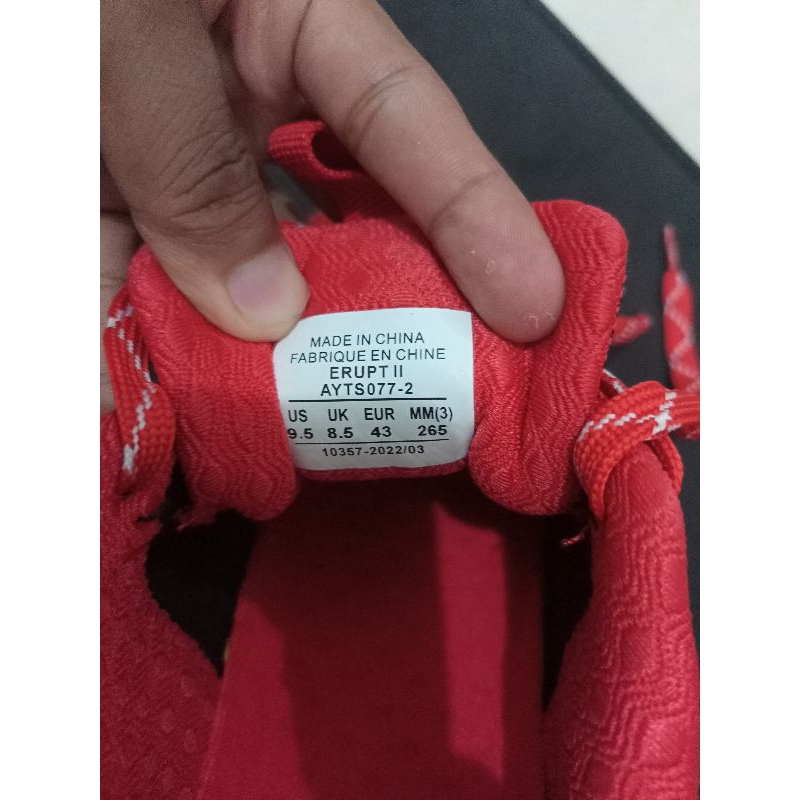 MADE IN CHINA
FABRIQUE EN CHINE
ERUPT II
AYTS077-2
US UK EUR MM(3)
9.5 8.5 43 265
10357-2022/03